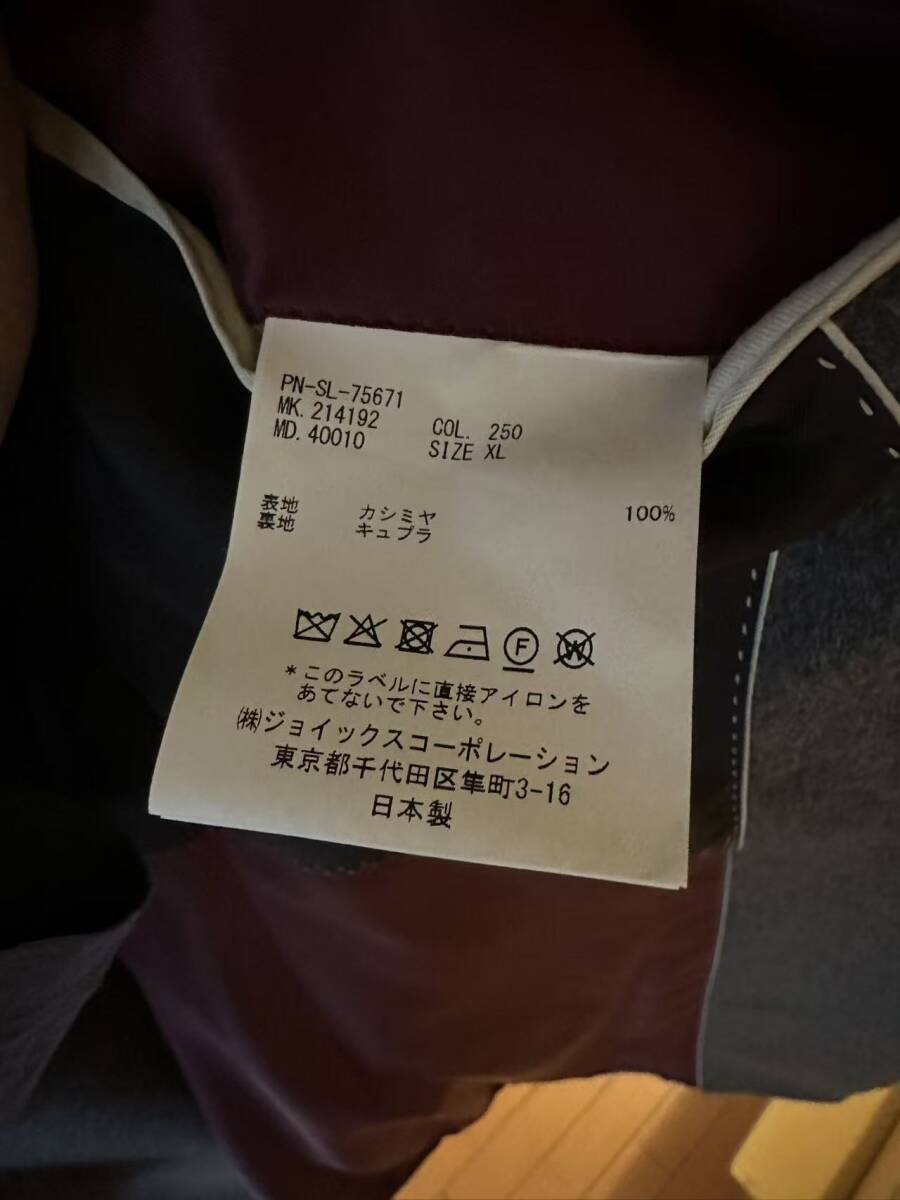 PN-SL-75671
MK. 214192 COL. 250
MD. 40010 SIZE XL
表地 カシミヤ 100%
裏地 キュプラ
F
W
*このラベルに直接アイロンを
あてないで下さい。
㈱ジョイックスコーポレーション
東京都千代田区隼町3-16
日本製